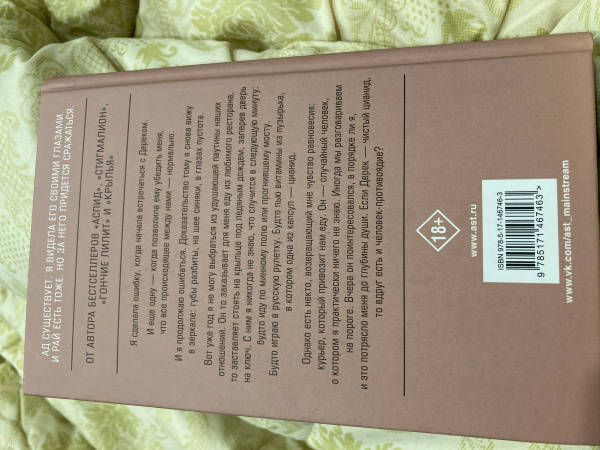 АД СУЩЕСТВУЕТ. Я ВИДЕЛА ЕГО СВОИМИ ГЛАЗАМИ.
И РАЙ ЕСТЬ ТОЖЕ. НО ЗА НЕГО ПРИДЕТСЯ СРАЖАТЬСЯ
ОТ АВТОРА БЕСТСЕЛЛЕРОВ «АСПИД», «СТИГМАЛИОН»,
«ГОНЧИЕ ЛИЛИТ» И «КРЫЛЬЯ»
Я сделала ошибку, когда начала встречаться с Дереком.
И еще одну — когда позволила ему убедить меня,
что все происходящее между нами — нормально.
И я продолжаю ошибаться. Доказательство тому я снова вижу
в зеркале: губы разбиты, на шее синяки, в глазах пустота.
Вот уже год я не могу выбраться из удушающей паутины наших
отношений. Он то заказывает для меня еду из любимого ресторана,
то заставляет стоять на крыльце под ледяным дождем, заперев дверь
на ключ. С ним я никогда не знаю, что случится в следующую минуту:
будто иду по минному полю или прогнившему мосту.
Будто играю в русскую рулетку. Будто пью витамины из пузырька,
в котором одна из капсул — цианид.
Однако есть некто, возвращающий мне чувство равновесия:
курьер, который привозит нам еду. Он — случайный человек,
о котором я практически ничего не знаю. Иногда мы разговариваем
на пороге. Вчера он поинтересовался, в порядке ли я,
и это потрясло меня до глубины души. Если Дерек — чистый цианид,
то вдруг есть и человек-противоядие?
18+
www.ast.ru
ISBN 978-5-17-146746-3
9 785171 467463 >
www.vk.com/ast_mainstream